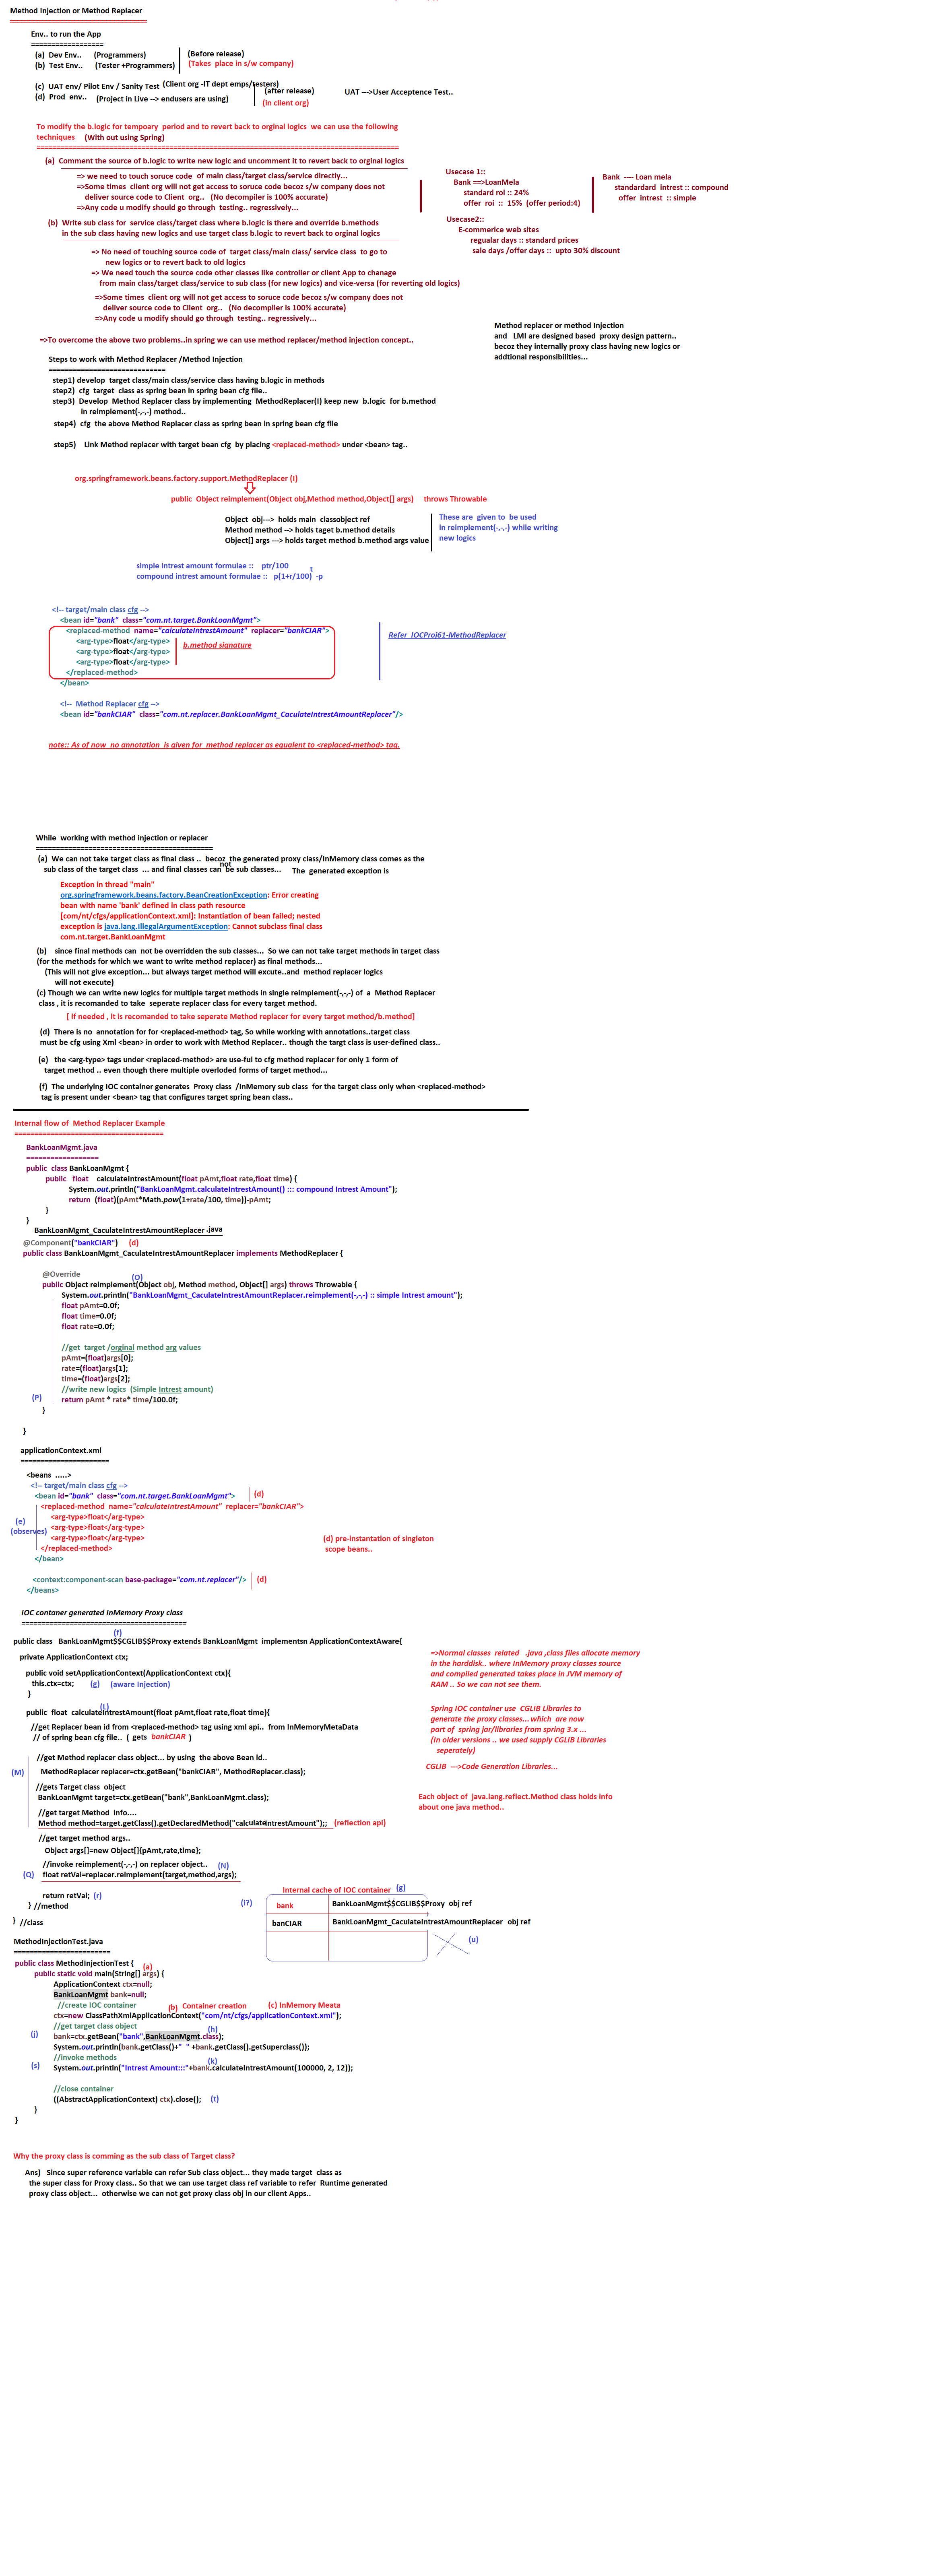 Method Injection or Method Replacer
==================================
Env.. to run the App
==================
(a) Dev Env.. (Programmers)
(b) Test Env.. (Tester +Programmers)
(Before release)
(Takes place in s/w company)
(c) UAT env/ Pilot Env / Sanity Test (Client org -IT dept emps/testers)
(d) Prod env.. (Project in Live --> endusers are using)
(after release)
(in client org)
UAT --->User Acceptence Test..
To modify the b.logic for tempoary period and to revert back to orginal logics we can use the following
techniques (With out using Spring)
==========================================================================================
(a) Comment the source of b.logic to write new logic and uncomment it to revert back to orginal logics
=> we need to touch soruce code of main class/target class/service directly...
=>Some times client org will not get access to soruce code becoz s/w company does not
deliver source code to Client org.. (No decompiler is 100% accurate)
=>Any code u modify should go through testing.. regressively...
Usecase 1::
Bank ==>LoanMela
standard roi :: 24%
offer roi :: 15% (offer period:4)
Bank ---- Loan mela
standardard intrest :: compound
offer intrest :: simple
Usecase2::
E-commerice web sites
regualar days :: standard prices
sale days /offer days :: upto 30% discount
(b) Write sub class for service class/target class where b.logic is there and override b.methods
in the sub class having new logics and use target class b.logic to revert back to orginal logics
=> No need of touching source code of target class/main class/ service class to go to
new logics or to revert back to old logics
=> We need touch the source code other classes like controller or client App to chanage
from main class/target class/service to sub class (for new logics) and vice-versa (for reverting old logics)
=>Some times client org will not get access to soruce code becoz s/w company does not
deliver source code to Client org.. (No decompiler is 100% accurate)
=>Any code u modify should go through testing.. regressively...
=>To overcome the above two problems..in spring we can use method replacer/method injection concept..
Method replacer or method Injection
and LMI are designed based proxy design pattern..
becoz they internally proxy class having new logics or
addtional responsibilities...
Steps to work with Method Replacer /Method Injection
=============================
step1) develop target class/main class/service class having b.logic in methods
step2) cfg target class as spring bean in spring bean cfg file..
step3) Develop Method Replacer class by implementing MethodReplacer(I) keep new b.logic for b.method
in reimplement(-,-,-) method..
step4) cfg the above Method Replacer class as spring bean in spring bean cfg file
step5) Link Method replacer with target bean cfg by placing <replaced-method> under <bean> tag..
org.springframework.beans.factory.support.MethodReplacer (I)
public Object reimplement(Object obj,Method method,Object[] args) throws Throwable
Object obj---> holds main classobject ref
Method method --> holds taget b.method details
Object[] args ---> holds target method b.method args value
These are given to be used
in reimplement(-,-,-) while writing
new logics
simple intrest amount formulae :: ptr/100
compound intrest amount formulae :: p(1+r/100)t -p
<!-- target/main class cfg -->
<bean id="bank" class="com.nt.target.BankLoanMgmt">
<replaced-method name="calculateIntrestAmount" replacer="bankCIAR">
<arg-type>float</arg-type>
<arg-type>float</arg-type>
<arg-type>float</arg-type>
</replaced-method>
</bean>
b.method signature
Refer IOCProj61-MethodReplacer
<!-- Method Replacer cfg -->
<bean id="bankCIAR" class="com.nt.replacer.BankLoanMgmt_CaculateIntrestAmountReplacer"/>
note:: As of now no annotation is given for method replacer as equalent to <replaced-method> tag.
While working with method injection or replacer
============================================
(a) We can not take target class as final class .. becoz the generated proxy class/InMemory class comes as the
sub class of the target class ... and final classes can not be sub classes... The generated exception is
Exception in thread "main"
org.springframework.beans.factory.BeanCreationException: Error creating
bean with name 'bank' defined in class path resource
[com/nt/cfgs/applicationContext.xml]: Instantiation of bean failed; nested
exception is java.lang.IllegalArgumentException: Cannot subclass final class
com.nt.target.BankLoanMgmt
(b) since final methods can not be overridden the sub classes... So we can not take target methods in target class
(for the methods for which we want to write method replacer) as final methods...
(This will not give exception... but always target method will excute..and method replacer logics
will not execute)
(c) Though we can write new logics for multiple target methods in single reimplement(-,-,-) of a Method Replacer
class , it is recomanded to take seperate replacer class for every target method.
[ if needed , it is recomanded to take seperate Method replacer for every target method/b.method]
(d) There is no annotation for for <replaced-method> tag, So while working with annotations..target class
must be cfg using Xml <bean> in order to work with Method Replacer.. though the targt class is user-defined class..
(e) the <arg-type> tags under <replaced-method> are use-ful to cfg method replacer for only 1 form of
target method .. even though there multiple overloded forms of target method...
(f) The underlying IOC container generates Proxy class /InMemory sub class for the target class only when <replaced-method>
tag is present under <bean> tag that configures target spring bean class..
Internal flow of Method Replacer Example
=====================================
BankLoanMgmt.java
==================
public class BankLoanMgmt {
public float calculateIntrestAmount(float pAmt,float rate,float time) {
System.out.println("BankLoanMgmt.calculateIntrestAmount() ::: compound Intrest Amount");
return (float)(pAmt*Math.pow(1+rate/100, time))-pAmt;
}
}
BankLoanMgmt_CaculateIntrestAmountReplacer .java
@Component("bankCIAR") (d)
public class BankLoanMgmt_CaculateIntrestAmountReplacer implements MethodReplacer {
@Override
(O)
public Object reimplement(Object obj, Method method, Object[] args) throws Throwable {
System.out.println("BankLoanMgmt_CaculateIntrestAmountReplacer.reimplement(-,-,-) :: simple Intrest amount");
float pAmt=0.0f;
float time=0.0f;
float rate=0.0f;
//get target /orginal method arg values
pAmt=(float)args[0];
rate=(float)args[1];
time=(float)args[2];
//write new logics (Simple Intrest amount)
(P) return pAmt * rate* time/100.0f;
}
}
applicationContext.xml
======================
<beans .....>
<!-- target/main class cfg -->
<bean id="bank" class="com.nt.target.BankLoanMgmt"> (d)
<replaced-method name="calculateIntrestAmount" replacer="bankCIAR">
<arg-type>float</arg-type>
(e) <arg-type>float</arg-type>
(observes) <arg-type>float</arg-type>
</replaced-method>
</bean>
(d) pre-instantation of singleton
scope beans..
<context:component-scan base-package="com.nt.replacer"/> (d)
</beans>
IOC contaner generated InMemory Proxy class
=========================================
(f)
public class BankLoanMgmt$$CGLIB$$Proxy extends BankLoanMgmt implementsn ApplicationContextAware{
private ApplicationContext ctx;
public void setApplicationContext(ApplicationContext ctx){
this.ctx=ctx; (g) (aware Injection)
}
=>Normal classes related .java ,class files allocate memory
in the harddisk.. where InMemory proxy classes source
and compiled generated takes place in JVM memory of
RAM .. So we can not see them.
(L)
public float calculateIntrestAmount(float pAmt,float rate,float time){
//get Replacer bean id from <replaced-method> tag using xml api.. from InMemoryMetaData
// of spring bean cfg file.. ( gets bankCIAR )
Spring IOC container use CGLIB Libraries to
generate the proxy classes...which are now
part of spring jar/libraries from spring 3.x ...
(In older versions .. we used supply CGLIB Libraries
seperately)
CGLIB --->Code Generation Libraries...
//get Method replacer class object... by using the above Bean id..
(M) MethodReplacer replacer=ctx.getBean("bankCIAR", MethodReplacer.class);
//gets Target class object
BankLoanMgmt target=ctx.getBean("bank",BankLoanMgmt.class);
//get target Method info....
Method method=target.getClass().getDeclaredMethod("calculateIntrestAmount");; (reflection api)
Each object of java.lang.reflect.Method class holds info
about one java method..
//get target method args..
Object args[]=new Object[]{pAmt,rate,time};
//invoke reimplement(-,-,-) on replacer object.. (N)
(Q) float retVal=replacer.reimplement(target,method,args);
return retVal; (r)
} //method
} //class
Internal cache of IOC container (g)
(i?) bank BankLoanMgmt$$CGLIB$$Proxy obj ref
banCIAR BankLoanMgmt_CaculateIntrestAmountReplacer obj ref
(u)
MethodInjectionTest.java
========================
public class MethodInjectionTest {
(a)
public static void main(String[] args) {
ApplicationContext ctx=null;
BankLoanMgmt bank=null;
//create IOC container (b) Container creation (c) InMemory Meata
ctx=new ClassPathXmlApplicationContext("com/nt/cfgs/applicationContext.xml");
//get target class object
(h)
(j) bank=ctx.getBean("bank",BankLoanMgmt.class);
System.out.println(bank.getClass()+" " +bank.getClass().getSuperclass());
//invoke methods
(k)
(s) System.out.println("Intrest Amount:::"+bank.calculateIntrestAmount(100000, 2, 12));
//close container
((AbstractApplicationContext) ctx).close(); (t)
}
}
Why the proxy class is comming as the sub class of Target class?
Ans) Since super reference variable can refer Sub class object... they made target class as
the super class for Proxy class.. So that we can use target class ref variable to refer Runtime generated
proxy class object... otherwise we can not get proxy class obj in our client Apps..